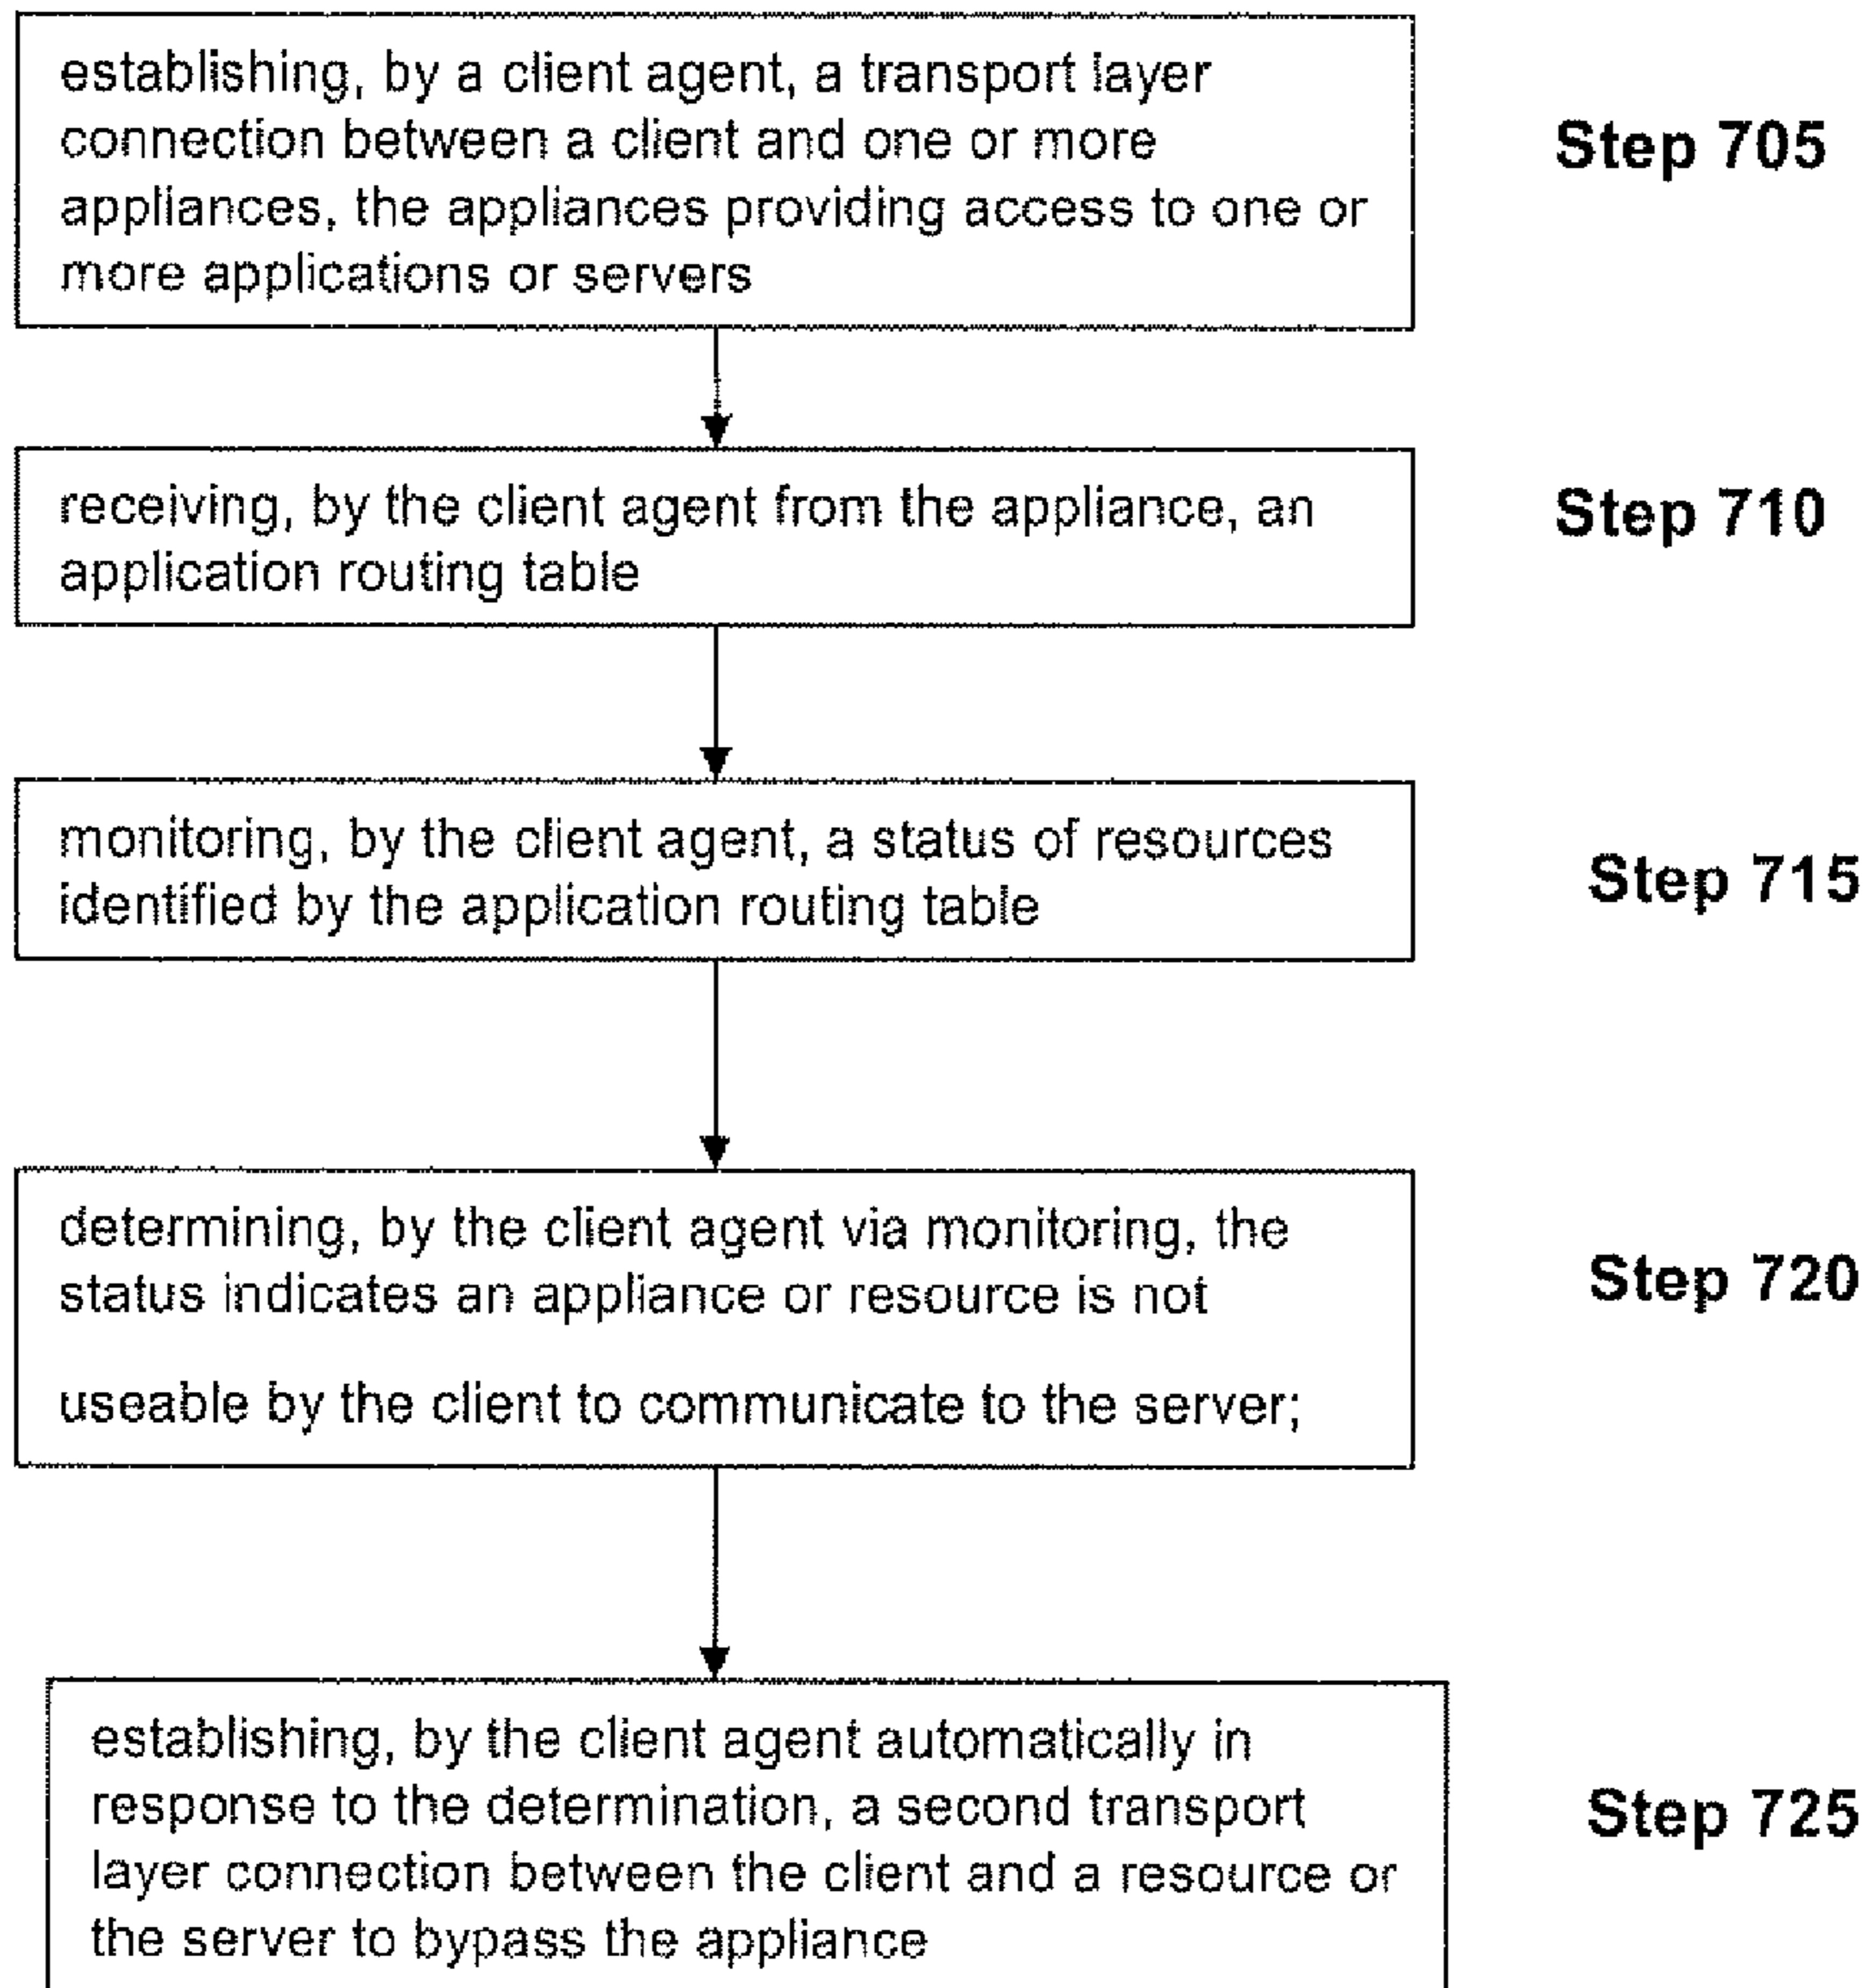 establishing, by a client agent, a transport layer
connection between a client and one or more
appliances, the appliances providing access to one or
more applications or servers
Step 705
receiving, by the client agent from the appliance, an
application routing table
Step 710
monitoring, by the client agent, a status of resources
identified by the application routing table
Step 715
determining, by the client agent via monitoring, the
status indicates an appliance or resource is not
useable by the client to communicate to the server;
Step 720
establishing, by the client agent automatically in
response to the determination, a second transport
layer connection between the client and a resource or
the server to bypass the appliance
Step 725